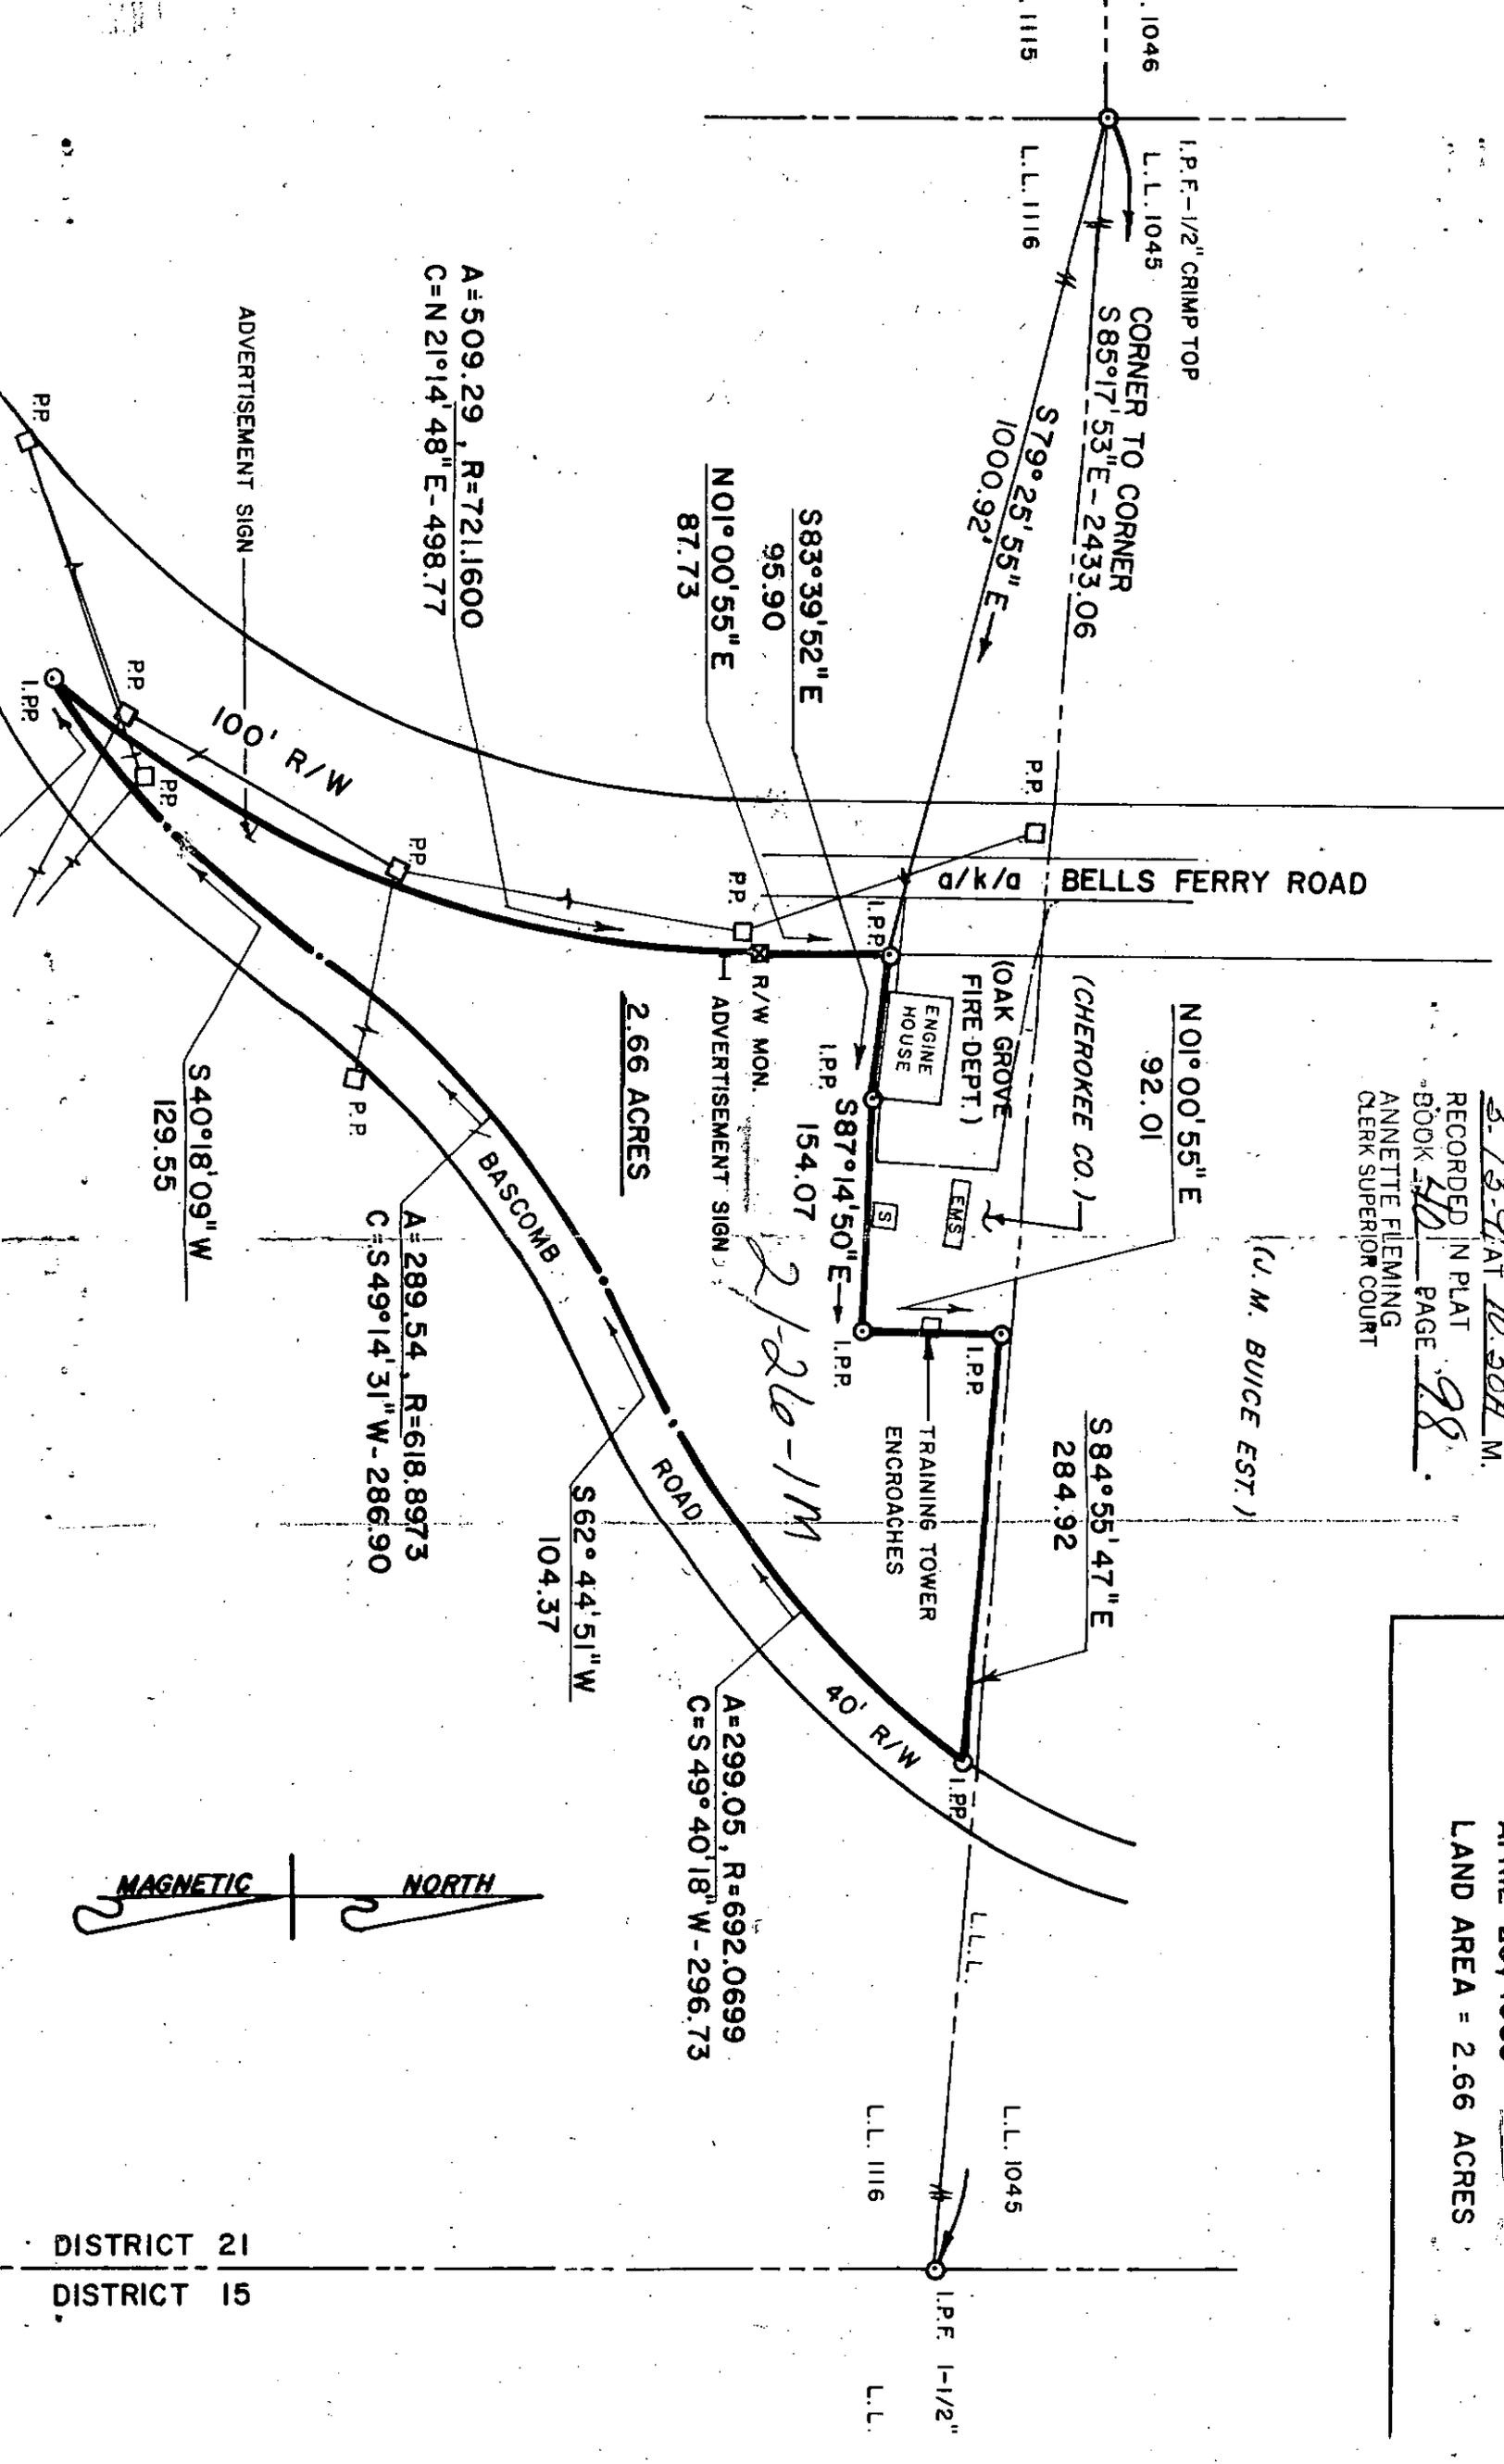 . 1046
. 1115
I.P.F.-1/2" CRIMP TOP
L.L. 1045
L.L. 1116
CORNER TO CORNER
S85°17'53"E-2433.06
S79°25'55"E
1000.92'
S83°39'52"E
95.90
N01°00'55"E
87.73
A=509.29, R=721.1600
C=N21°14'48"E-498.77
ADVERTISEMENT SIGN
P.P.
P.P.
I.P.P.
P.P.
100' R/W
P.P.
P.P.
P.P.
a/k/a BELLS FERRY ROAD
I.P.P.
R/W MON.
ADVERTISEMENT SIGN
2.66 ACRES
ENGINE
HOUSE
(OAK GROVE
FIRE DEPT.)
(CHEROKEE CO.)
N01°00'55"E
92.01
I.P.P.
S87°14'50"E
154.07
S
EMS
I.P.P.
I.P.P.
TRAINING TOWER
ENCROACHES
21-26-1M
(J. M. BUICE EST.)
AT 10:30A M.
RECORDED IN PLAT
BOOK 40 PAGE 98
ANNETTE FLEMING
CLERK SUPERIOR COURT
S84°55'47"E
284.92
P.P.
S40°18'09"W
129.55
BASCOMB
ROAD
A=289.54, R=618.8973
C=S49°14'31"W-286.90
S62°44'51"W
104.37
40' R/W
I.P.P.
A=299.05, R=692.0699
C=S49°40'18"W-296.73
MAGNETIC NORTH
L.L.L.
L.L. 1045
L.L. 1116
LAND AREA = 2.66 ACRES
DISTRICT 21
DISTRICT 15
I.P.F. 1-1/2"
L.L.